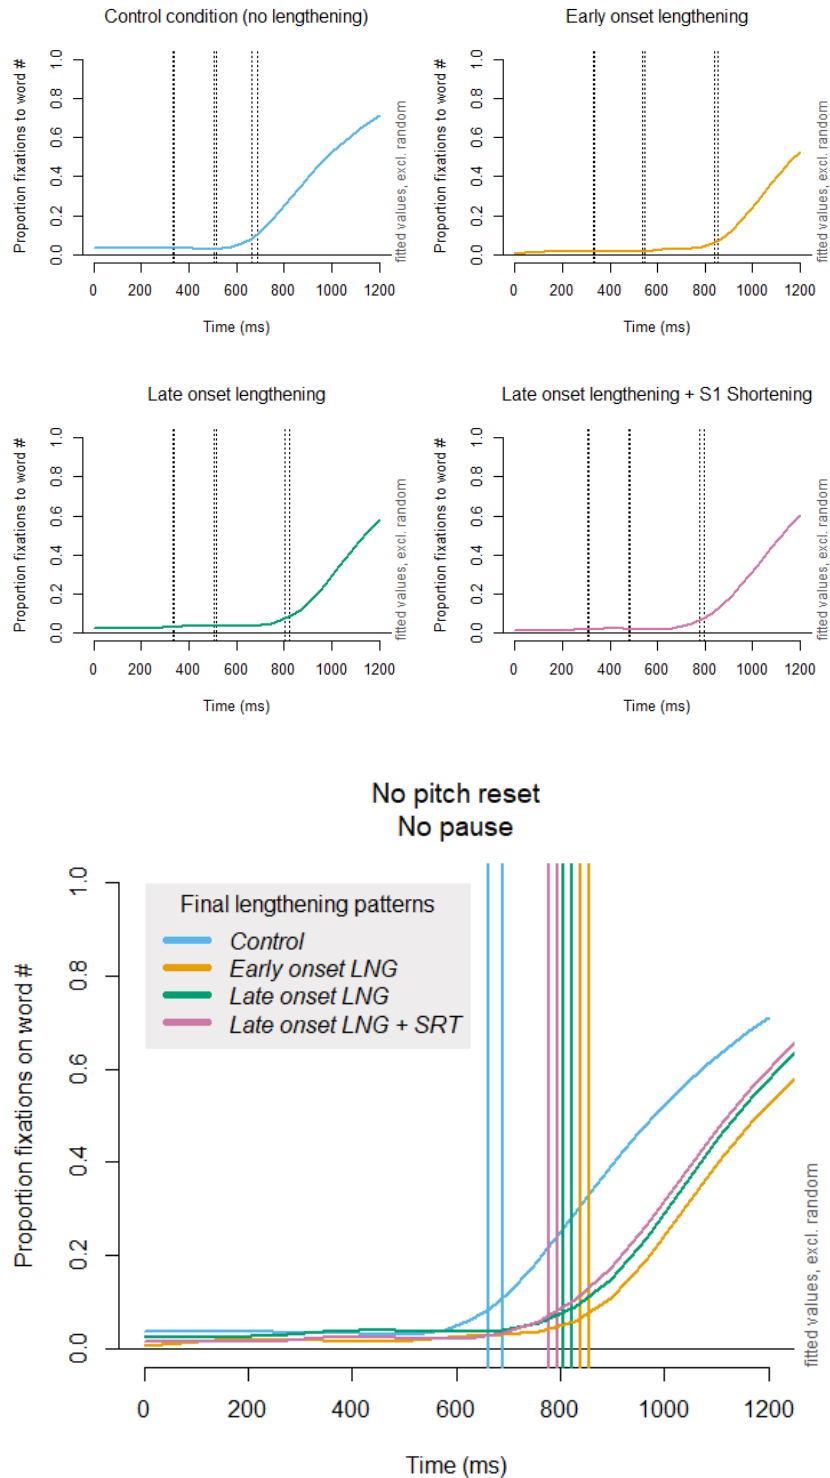 Control condition (no lengthening)
Proportion fixations to word #
0.0 0.2 0.4 0.6 0.8 1.0
0 200 400 600 800 1000 1200
Time (ms)
fitted values, excl. random
Early onset lengthening
Proportion fixations to word #
0.0 0.2 0.4 0.6 0.8 1.0
0 200 400 600 800 1000 1200
Time (ms)
fitted values, excl. random
Late onset lengthening
Proportion fixations to word #
0.0 0.2 0.4 0.6 0.8 1.0
0 200 400 600 800 1000 1200
Time (ms)
fitted values, excl. random
Late onset lengthening + S1 Shortening
Proportion fixations to word #
0.0 0.2 0.4 0.6 0.8 1.0
0 200 400 600 800 1000 1200
Time (ms)
fitted values, excl. random
No pitch reset
No pause
Final lengthening patterns
Control
Early onset LNG
Late onset LNG
Late onset LNG + SRT
Proportion fixations on word #
0.0 0.2 0.4 0.6 0.8 1.0
0 200 400 600 800 1000 1200
Time (ms)
fitted values, excl. random